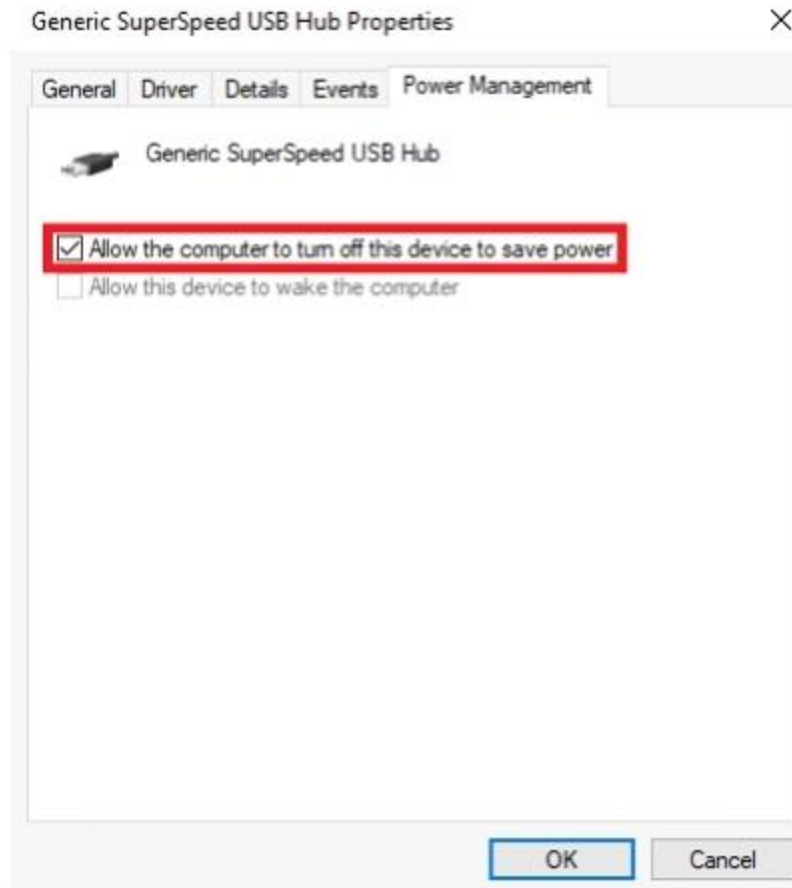 Generic SuperSpeed USB Hub Properties
General Driver Details Events Power Management
Generic SuperSpeed USB Hub
Allow the computer to turn off this device to save power
Allow this device to wake the computer
OK Cancel